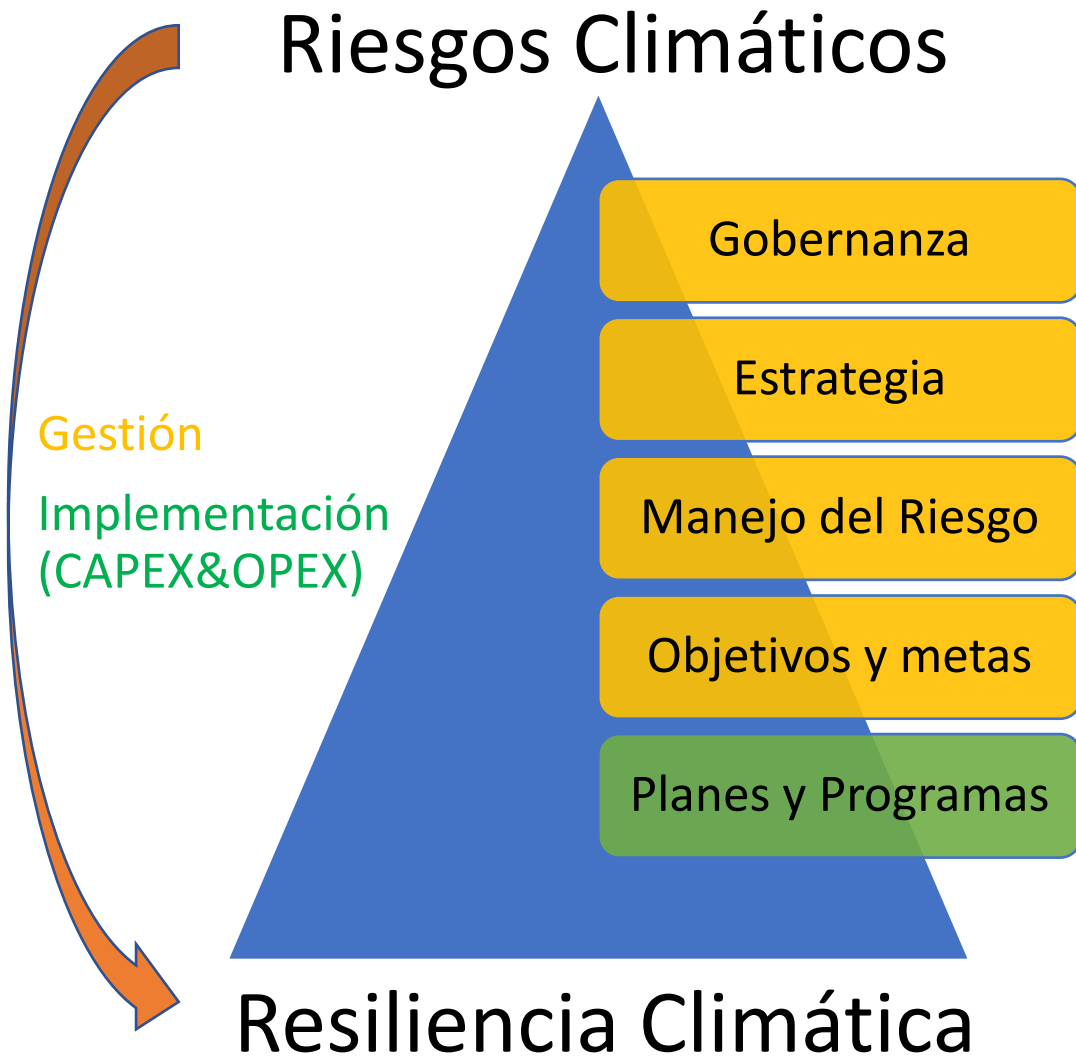 Riesgos Climáticos
Gobernanza
Estrategia
Gestión
Implementación
(CAPEX&OPEX)
Manejo del Riesgo
Objetivos y metas
Planes y Programas
Resiliencia Climática